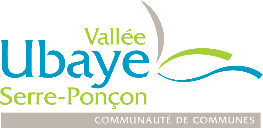 Vallée
Ubaye
Serre-Ponçon
COMMUNAUTÉ DE COMMUNES